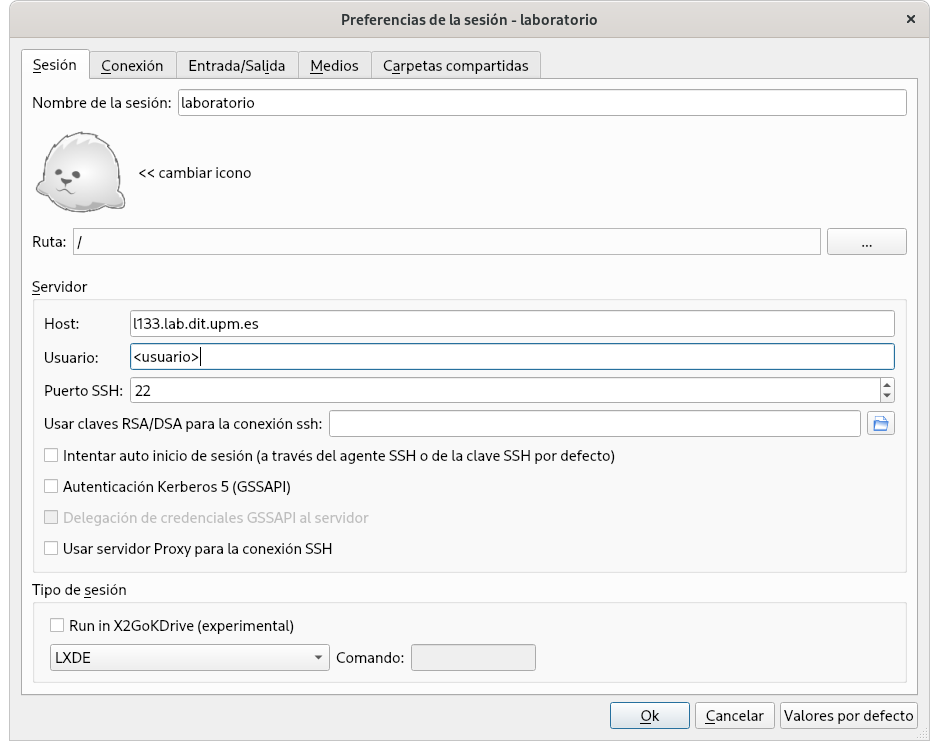 Preferencias de la sesión - laboratorio ×
Sesión Conexión Entrada/Salida Medios Carpetas compartidas
Nombre de la sesión: laboratorio
<< cambiar icono
Ruta: / ...
Servidor
Host: l133.lab.dit.upm.es
Usuario: <usuario>
Puerto SSH: 22
Usar claves RSA/DSA para la conexión ssh:
Intentar auto inicio de sesión (a través del agente SSH o de la clave SSH por defecto)
Autenticación Kerberos 5 (GSSAPI)
Delegación de credenciales GSSAPI al servidor
Usar servidor Proxy para la conexión SSH
Tipo de sesión
Run in X2GoKDrive (experimental)
LXDE Comando:
Ok Cancelar Valores por defecto